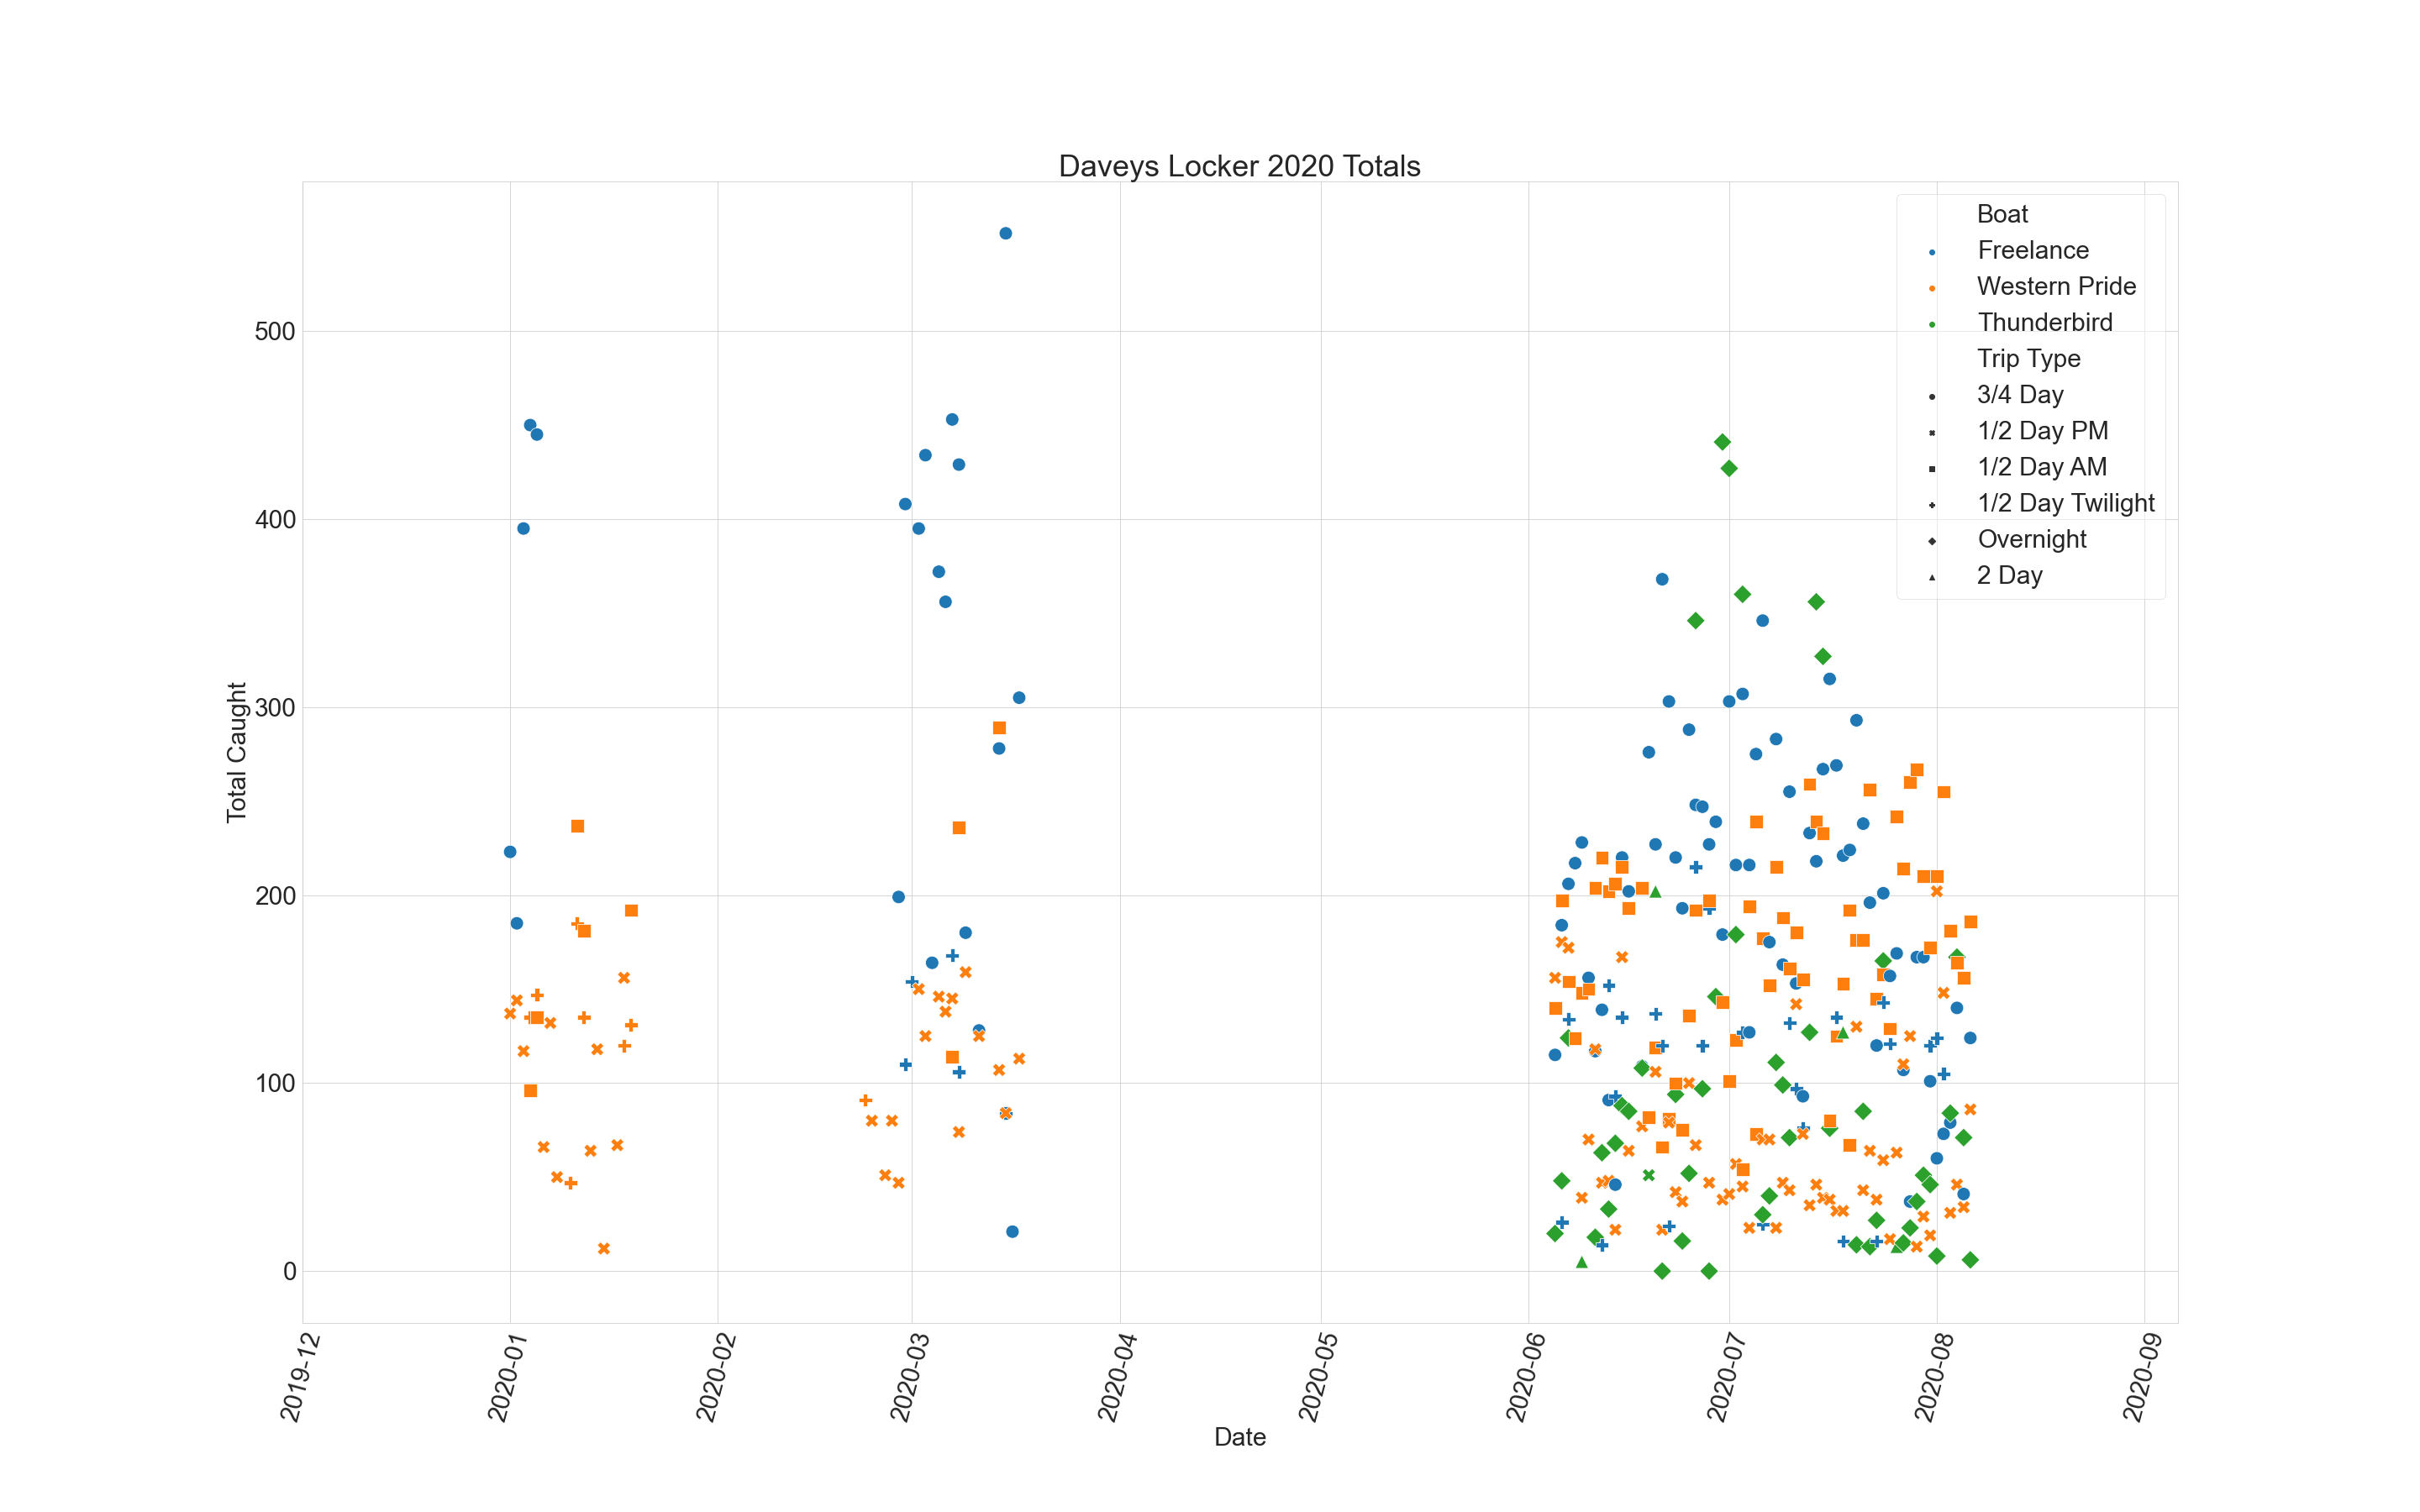 Daveys Locker 2020 Totals
Boat
Freelance
Western Pride
Thunderbird
Trip Type
3/4 Day
1/2 Day PM
1/2 Day AM
1/2 Day Twilight
Overnight
2 Day
Total Caught
500
400
300
200
100
0
2019-12
2020-01
2020-02
2020-03
2020-04
2020-05
2020-06
2020-07
2020-08
2020-09
Date